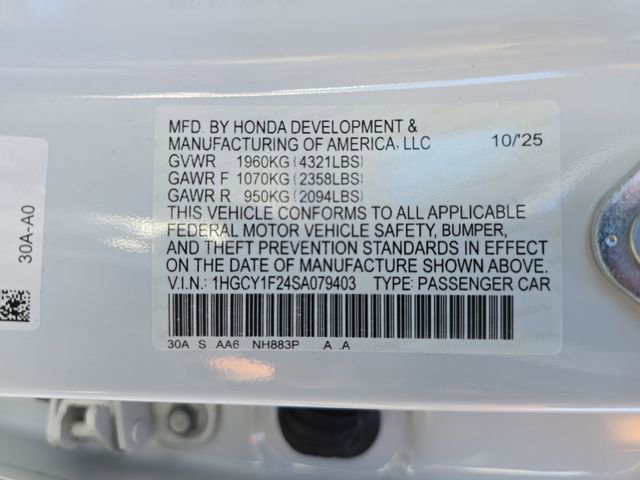 MFD. BY HONDA DEVELOPMENT &
MANUFACTURING OF AMERICA, LLC 10/'25
GVWR 1960KG(4321LBS)
GAWR F 1070KG(2358LBS)
GAWR R 950KG(2094LBS)
THIS VEHICLE CONFORMS TO ALL APPLICABLE
FEDERAL MOTOR VEHICLE SAFETY, BUMPER,
AND THEFT PREVENTION STANDARDS IN EFFECT
ON THE DATE OF MANUFACTURE SHOWN ABOVE.
V.I.N.: 1HGCY1F24SA079403 TYPE: PASSENGER CAR
30A S AA6 NH883P A .A
30A-A0